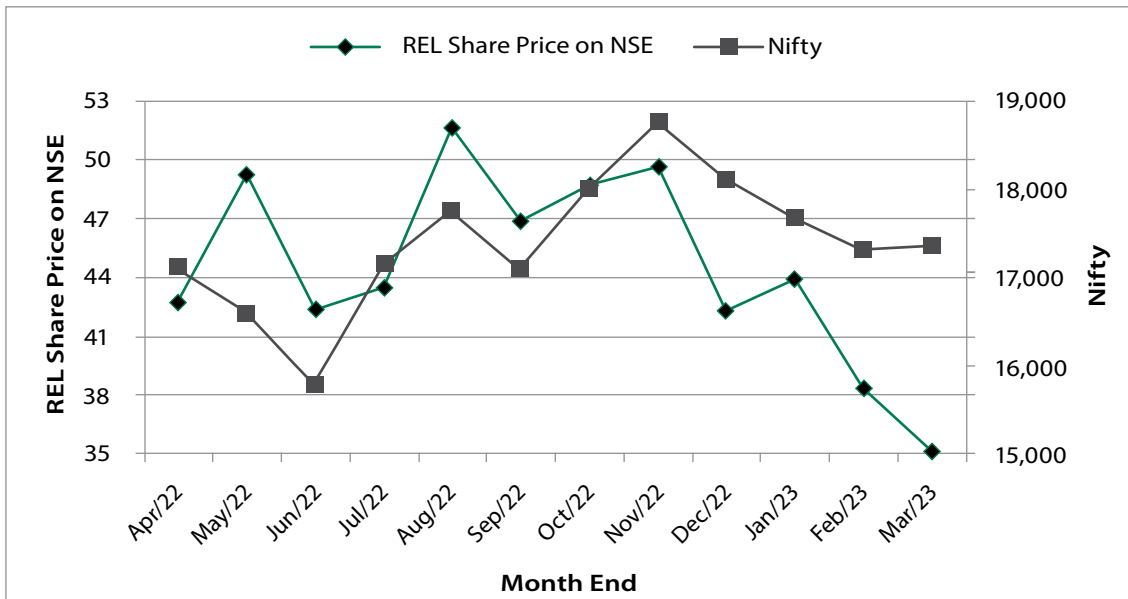 REL Share Price on NSE
Nifty
REL Share Price on NSE
53
50
47
44
41
38
35
19,000
18,000
17,000
16,000
15,000
Nifty
Apr/22
May/22
Jun/22
Jul/22
Aug/22
Sep/22
Oct/22
Nov/22
Dec/22
Jan/23
Feb/23
Mar/23
Month End